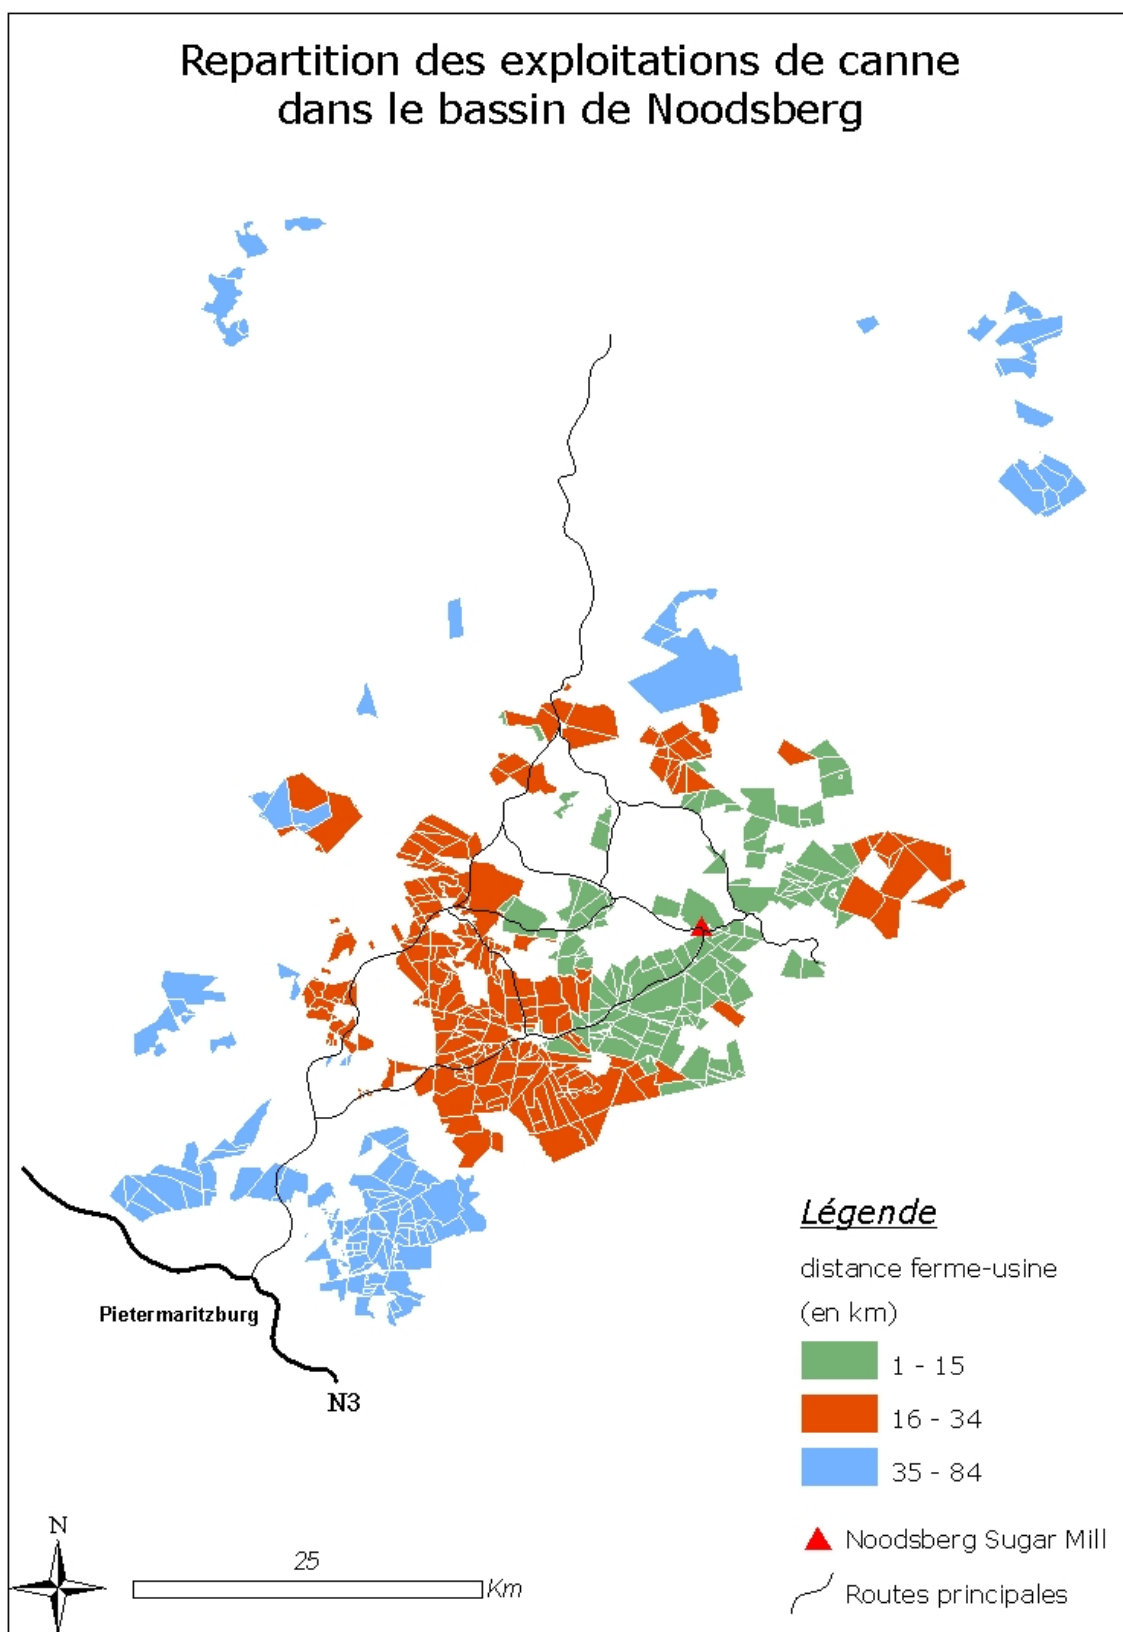 Repartition des exploitations de canne
dans le bassin de Noodsberg
Pietermaritzburg
N3
Légende
distance ferme-usine
(en km)
1 - 15
16 - 34
35 - 84
Noodsberg Sugar Mill
Routes principales
N
25
Km